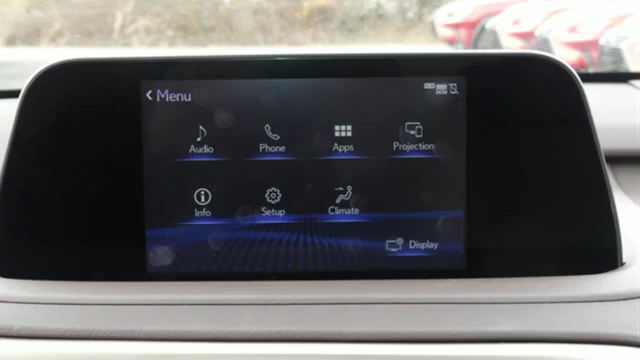 Menu
Audio Phone Apps Projection
Info Setup Climate
Display